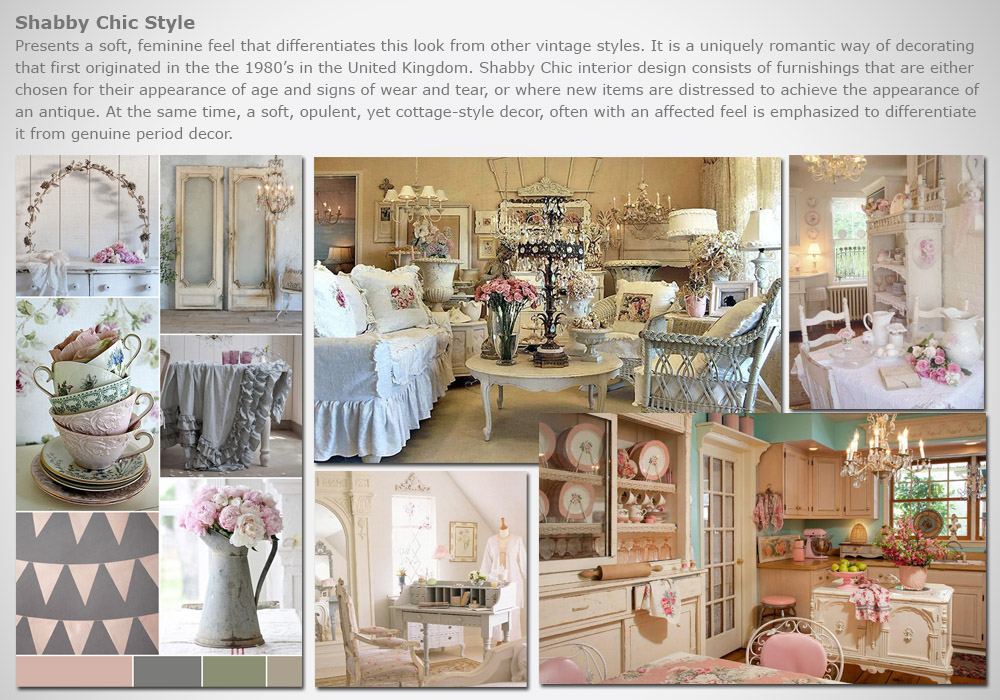 Shabby Chic Style
Presents a soft, feminine feel that differentiates this look from other vintage styles. It is a uniquely romantic way of decorating
that first originated in the the 1980’s in the United Kingdom. Shabby Chic interior design consists of furnishings that are either
chosen for their appearance of age and signs of wear and tear, or where new items are distressed to achieve the appearance of
an antique. At the same time, a soft, opulent, yet cottage-style decor, often with an affected feel is emphasized to differentiate
it from genuine period decor.